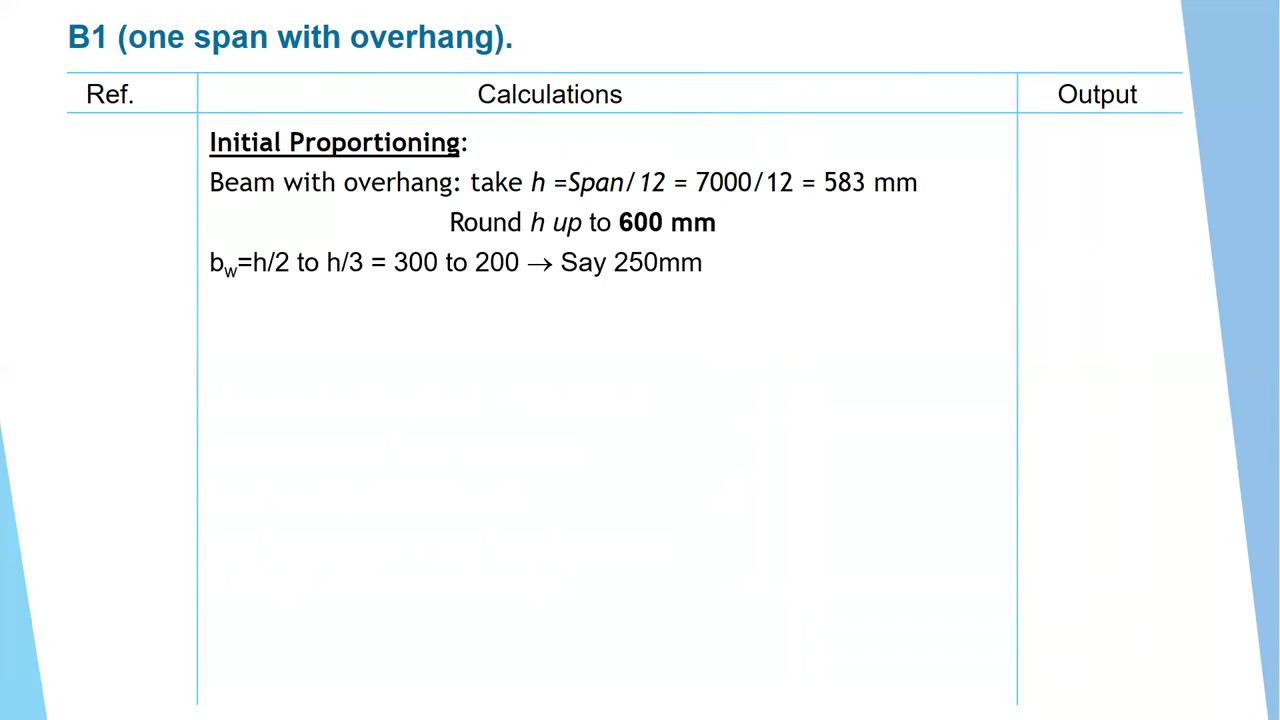 B1 (one span with overhang).
Ref. Calculations Output
Initial Proportioning:
Beam with overhang: take h =Span/12 = 7000/12 = 583 mm
Round h up to 600 mm
bw=h/2 to h/3 = 300 to 200 → Say 250mm